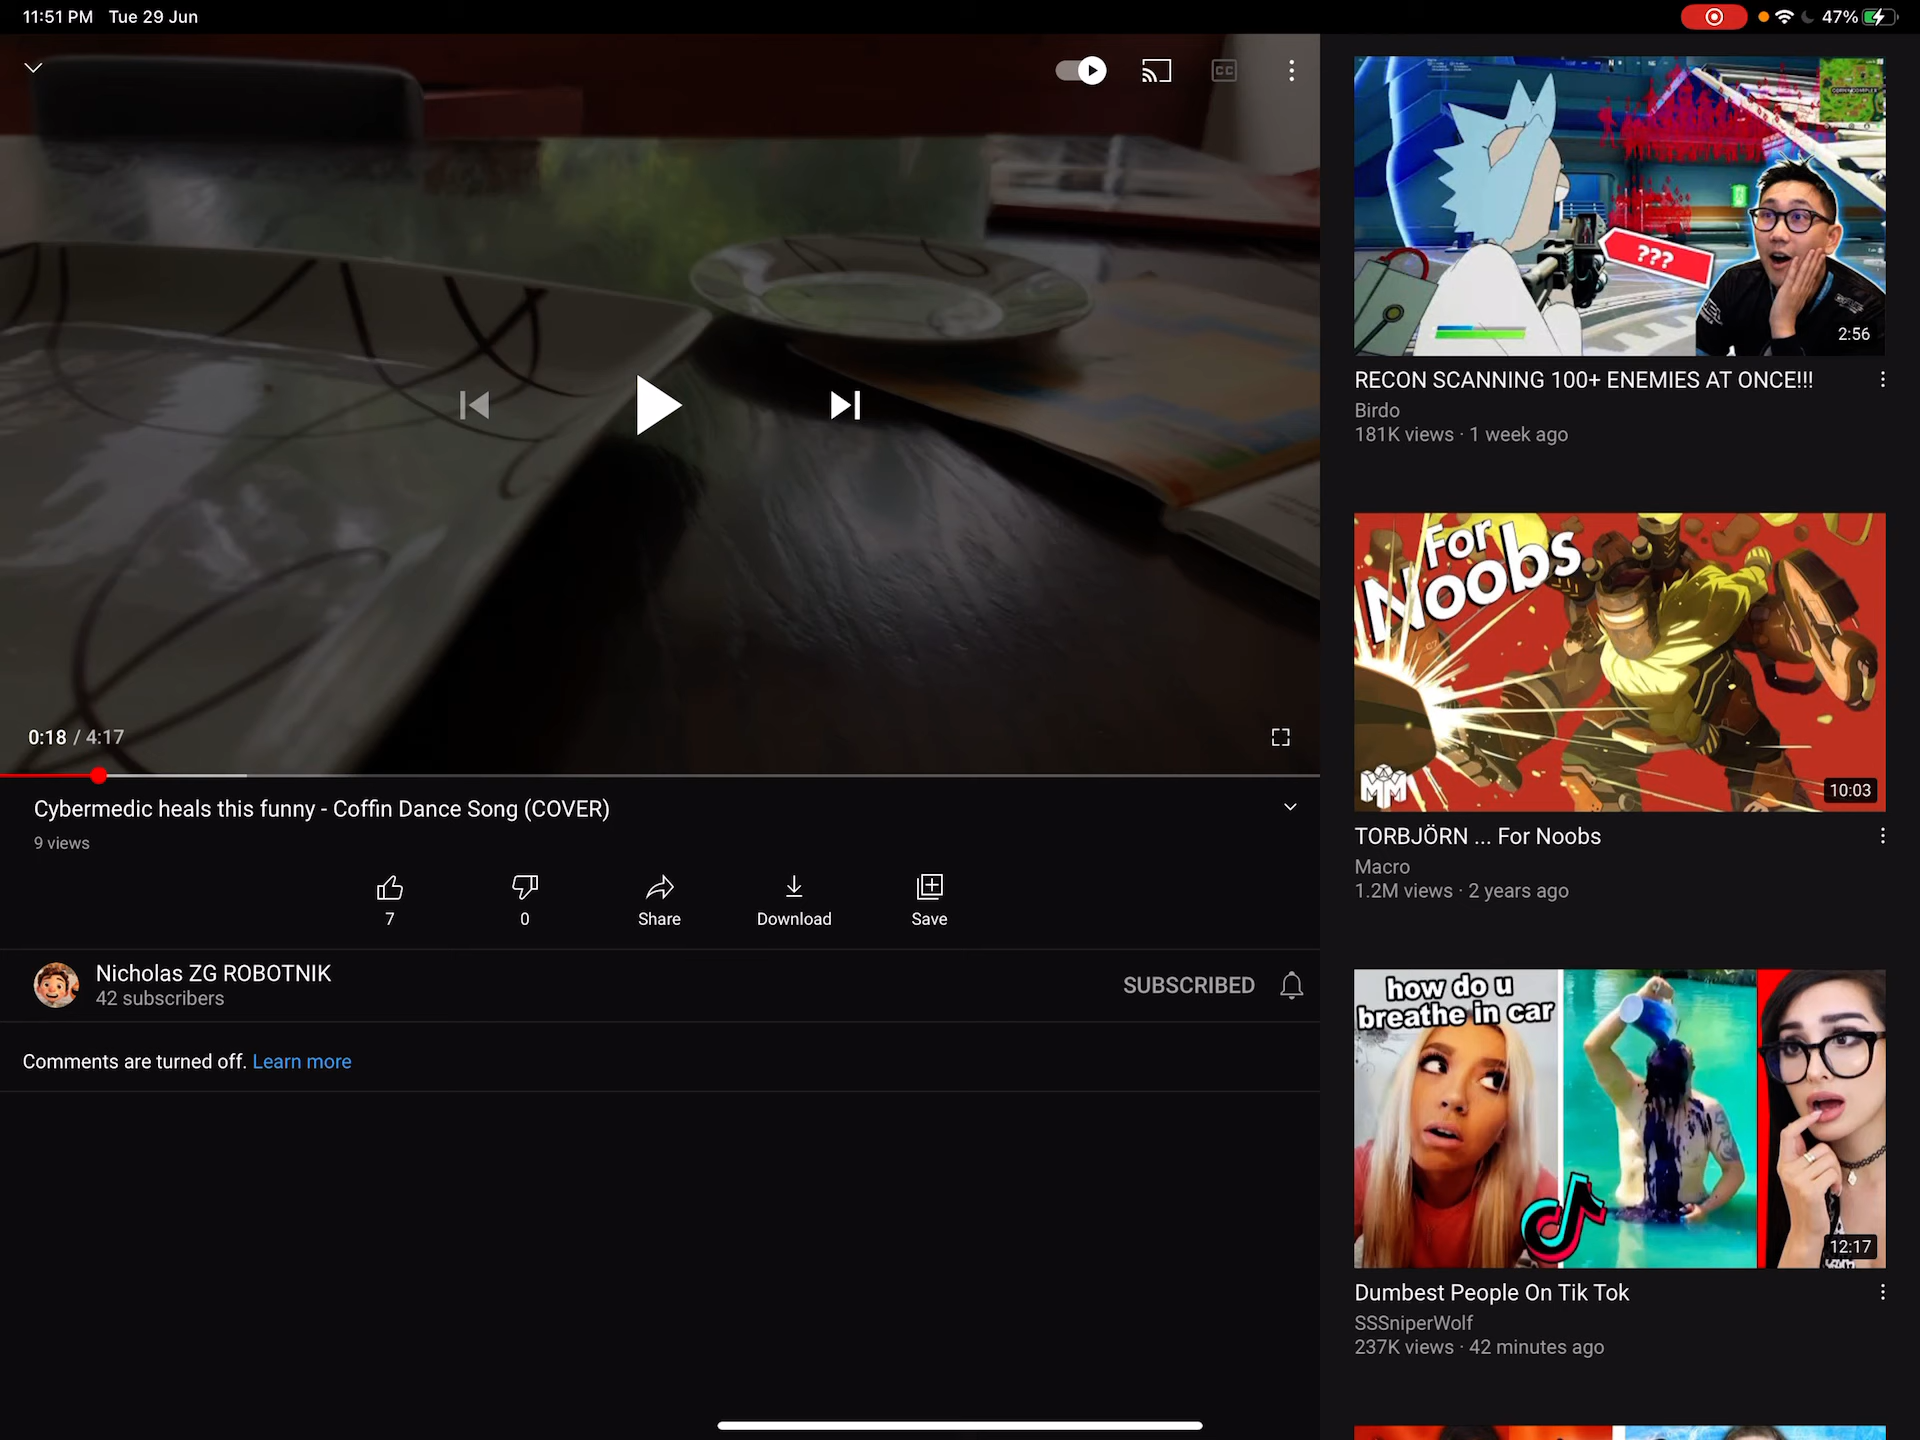 11:51 PM Tue 29 Jun
47%
CC
0:18 / 4:17
Cybermedic heals this funny - Coffin Dance Song (COVER)
9 views
7
0
Share
Download
Save
Nicholas ZG ROBOTNIK
42 subscribers
SUBSCRIBED
Comments are turned off. Learn more
???
2:56
RECON SCANNING 100+ ENEMIES AT ONCE!!!
Birdo
181K views · 1 week ago
For
Noobs
10:03
TORBJÖRN ... For Noobs
Macro
1.2M views · 2 years ago
how do u
breathe in car
12:17
Dumbest People On Tik Tok
SSSniperWolf
237K views · 42 minutes ago